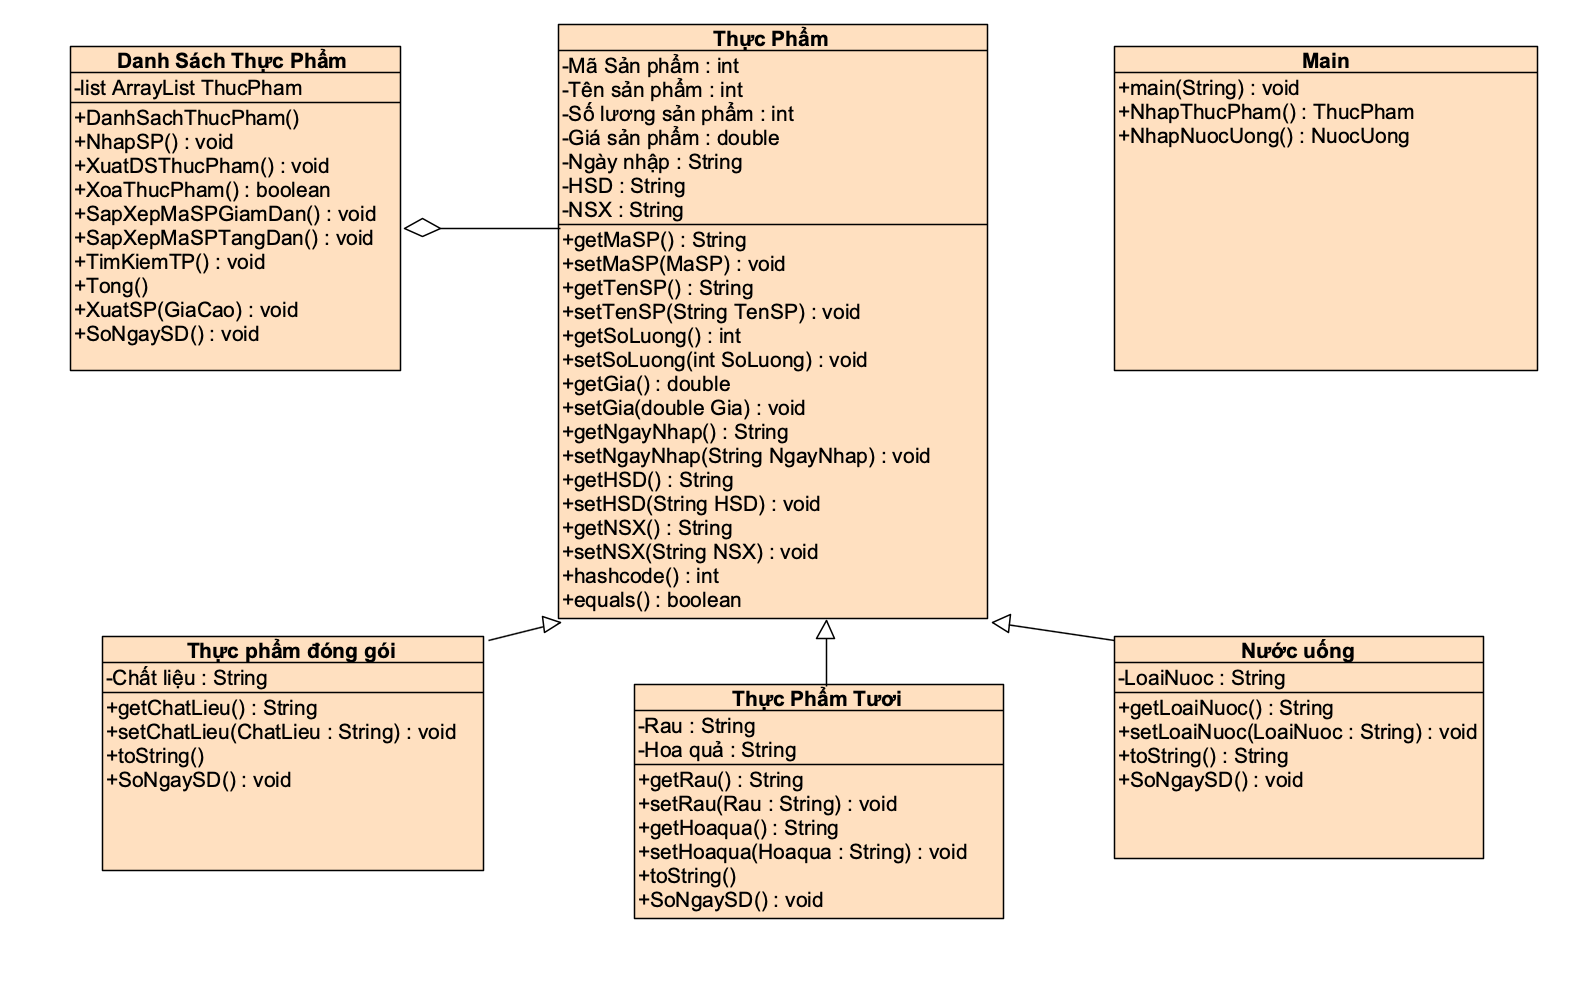 Danh Sách Thực Phẩm
-list ArrayList ThucPham
+DanhSachThucPham()
+NhapSP() : void
+XuatDSThucPham() : void
+XoaThucPham() : boolean
+SapXepMaSPGiamDan() : void
+SapXepMaSPTangDan() : void
+TimKiemTP() : void
+Tong()
+XuatSP(GiaCao) : void
+SoNgaySD() : void
Thực Phẩm
-Mã Sản phẩm : int
-Tên sản phẩm : int
-Số lương sản phẩm : int
-Giá sản phẩm : double
-Ngày nhập : String
-HSD : String
-NSX : String
+getMaSP() : String
+setMaSP(MaSP) : void
+getTenSP() : String
+setTenSP(String TenSP) : void
+getSoLuong() : int
+setSoLuong(int SoLuong) : void
+getGia() : double
+setGia(double Gia) : void
+getNgayNhap() : String
+setNgayNhap(String NgayNhap) : void
+getHSD() : String
+setHSD(String HSD) : void
+getNSX() : String
+setNSX(String NSX) : void
+hashcode() : int
+equals() : boolean
Main
+main(String) : void
+NhapThucPham() : ThucPham
+NhapNuocUong() : NuocUong
Thực phẩm đóng gói
-Chất liệu : String
+getChatLieu() : String
+setChatLieu(ChatLieu : String) : void
+toString()
+SoNgaySD() : void
Thực Phẩm Tươi
-Rau : String
-Hoa quả : String
+getRau() : String
+setRau(Rau : String) : void
+getHoaqua() : String
+setHoaqua(Hoaqua : String) : void
+toString()
+SoNgaySD() : void
Nước uống
-LoaiNuoc : String
+getLoaiNuoc() : String
+setLoaiNuoc(LoaiNuoc : String) : void
+toString() : String
+SoNgaySD() : void